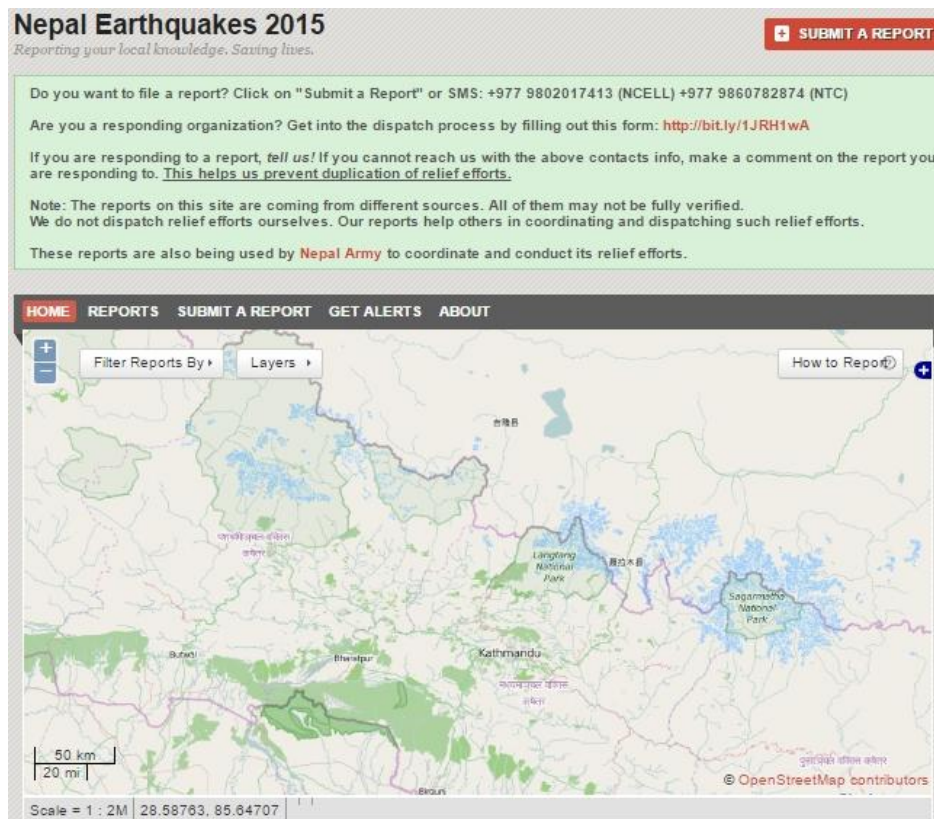 Nepal Earthquakes 2015
Reporting your local knowledge. Saving lives.
SUBMIT A REPORT
Do you want to file a report? Click on "Submit a Report" or SMS: +977 9802017413 (NCELL) +977 9860782874 (NTC)
Are you a responding organization? Get into the dispatch process by filling out this form: http://bit.ly/1JRH1wA
If you are responding to a report, tell us! If you cannot reach us with the above contacts info, make a comment on the report you
are responding to. This helps us prevent duplication of relief efforts.
Note: The reports on this site are coming from different sources. All of them may not be fully verified.
We do not dispatch relief efforts ourselves. Our reports help others in coordinating and dispatching such relief efforts.
These reports are also being used by Nepal Army to coordinate and conduct its relief efforts.
HOME REPORTS SUBMIT A REPORT GET ALERTS ABOUT
Filter Reports By
Layers
How to Report
Langtang
National
Park
聂拉木县
Sagarmatha
National
Park
Butwal
Bharatpur
Kathmandu
50 km
20 mi
© OpenStreetMap contributors
Scale = 1 : 2M
28.58763, 85.64707